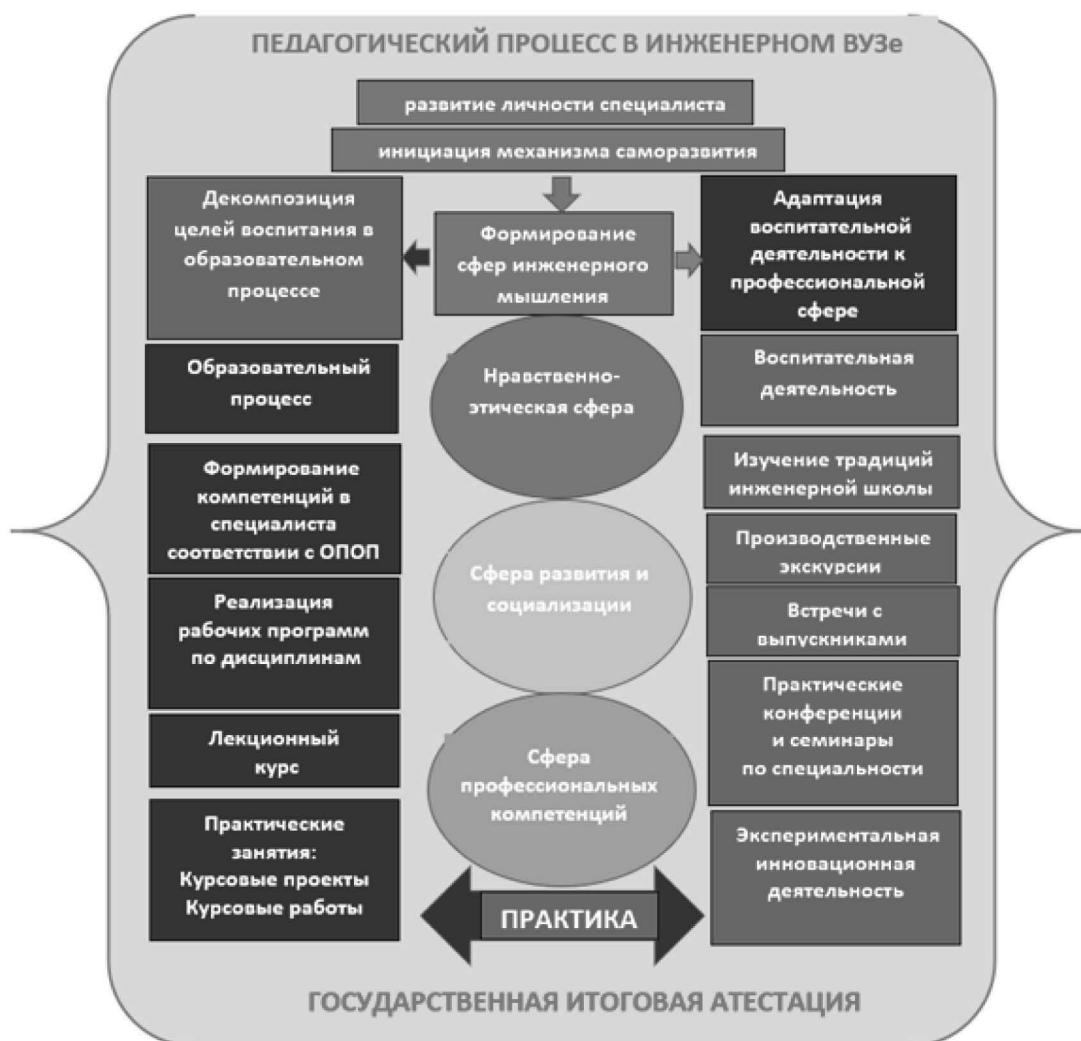 ПЕДАГОГИЧЕСКИЙ ПРОЦЕСС В ИНЖЕНЕРНОМ ВУЗе
развитие личности специалиста
инициация механизма саморазвития
Декомпозиция
целей воспитания в
образовательном
процессе
Образовательный
процесс
Формирование
компетенций в
специалиста
соответствии с ОПОП
Реализация
рабочих программ
по дисциплинам
Лекционный
курс
Практические
занятия:
Курсовые проекты
Курсовые работы
Формирование
сфер инженерного
мышления
Нравственно-
этическая сфера
Сфера развития и
социализации
Сфера
профессиональных
компетенций
ПРАКТИКА
Адаптация
воспитательной
деятельности к
профессиональной
сфере
Воспитательная
деятельность
Изучение традиций
инженерной школы
Производственные
экскурсии
Встречи с
выпускниками
Практические
конференции
и семинары
по специальности
Экспериментальная
инновационная
деятельность
ГОСУДАРСТВЕННАЯ ИТОГОВАЯ АТЕСТАЦИЯ